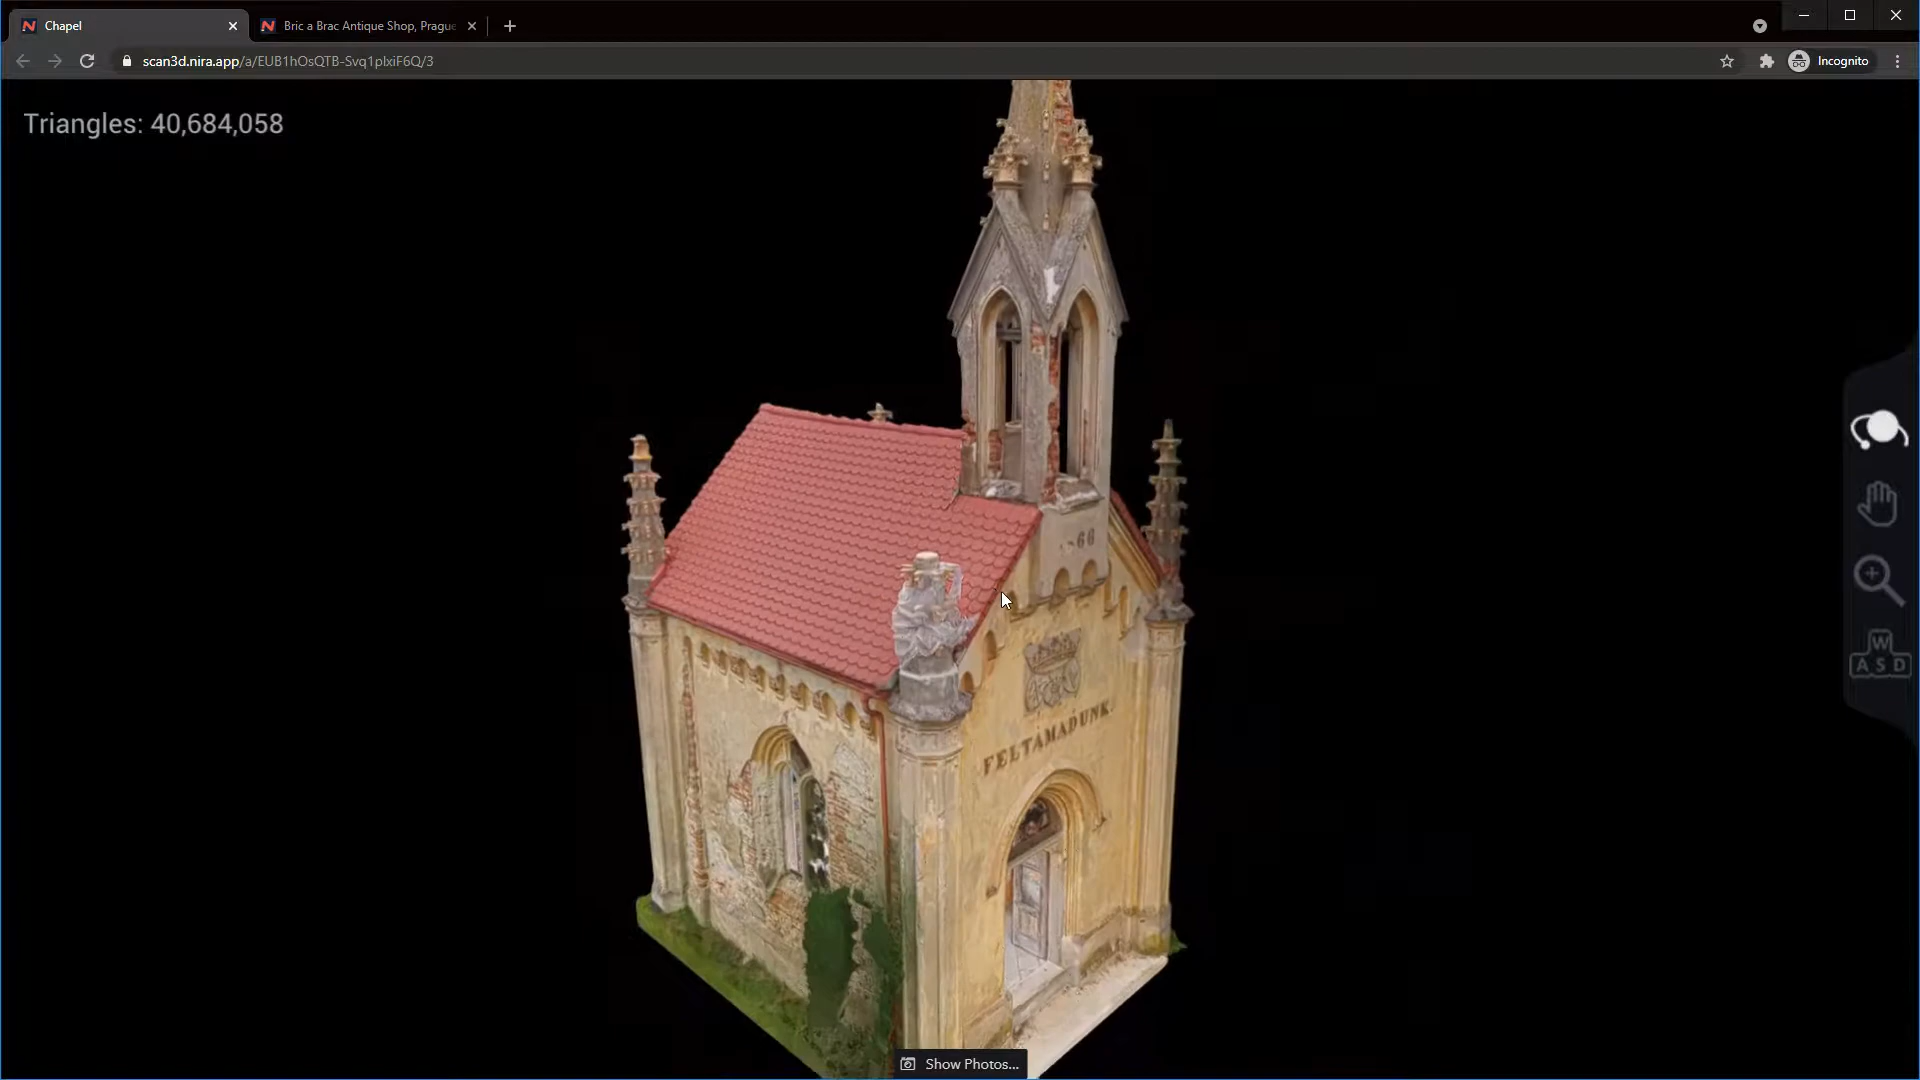 Chapel
Bric a Brac Antique Shop, Prague
scan3d.nira.app/a/EUB1hOsQTB-Svq1plxiF6Q/3
Incognito
Triangles: 40,684,058
66
FELTÁMADUNK.
W
A S D
Show Photos...